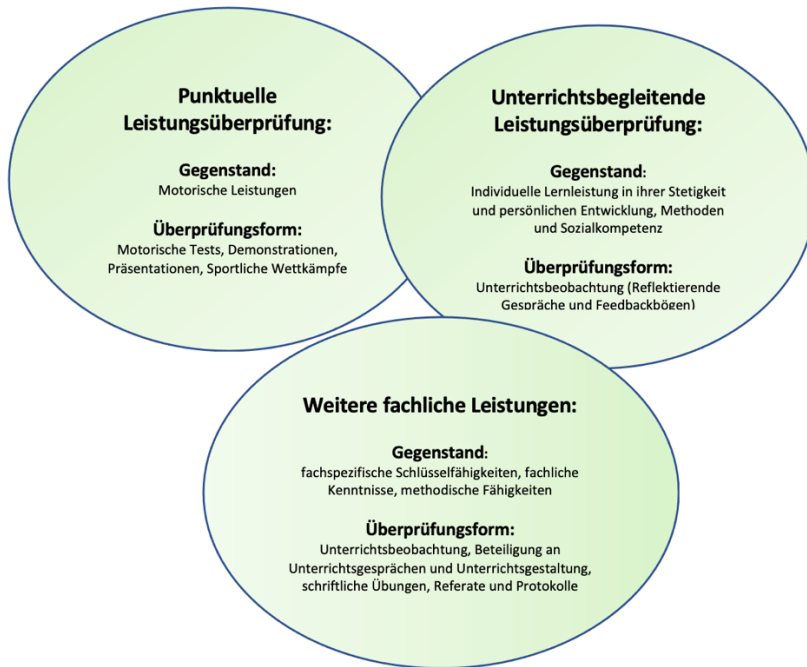 Punktuelle
Leistungsüberprüfung:
Gegenstand:
Motorische Leistungen
Überprüfungsform:
Motorische Tests, Demonstrationen,
Präsentationen, Sportliche Wettkämpfe
Unterrichtsbegleitende
Leistungsüberprüfung:
Gegenstand:
Individuelle Lernleistung in ihrer Stetigkeit
und persönlichen Entwicklung, Methoden
und Sozialkompetenz
Überprüfungsform:
Unterrichtsbeobachtung (Reflektierende
Gespräche und Feedbackbögen)
Weitere fachliche Leistungen:
Gegenstand:
fachspezifische Schlüsselfähigkeiten, fachliche
Kenntnisse, methodische Fähigkeiten
Überprüfungsform:
Unterrichtsbeobachtung, Beteiligung an
Unterrichtsgesprächen und Unterrichtsgestaltung,
schriftliche Übungen, Referate und Protokolle